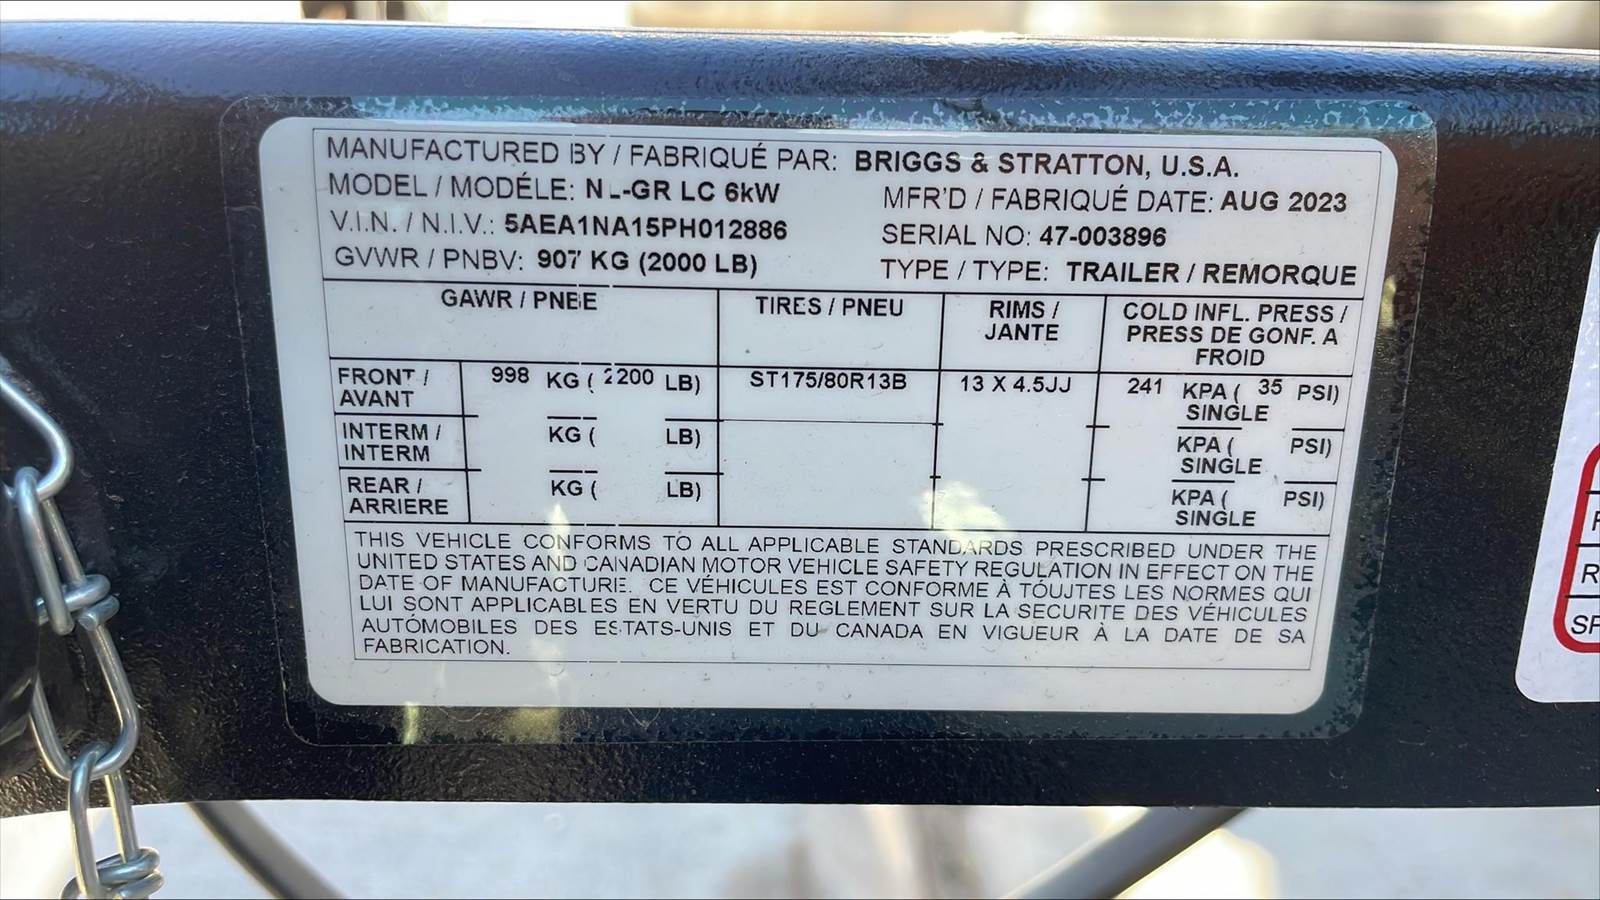 MANUFACTURED BY / FABRIQUÉ PAR: BRIGGS & STRATTON, U.S.A.
MODEL / MODÉLE: NL-GR LC 6kW MFR'D / FABRIQUÉ DATE: AUG 2023
V.I.N. / N.I.V.: 5AEA1NA15PH012886 SERIAL NO: 47-003896
GVWR / PNBV: 907 KG (2000 LB) TYPE / TYPE: TRAILER / REMORQUE
GAWR / PNBE TIRES / PNEU RIMS / JANTE COLD INFL. PRESS / PRESS DE GONF. A FROID
FRONT / AVANT 998 KG ( 2200 LB) ST175/80R13B 13 X 4.5JJ 241 KPA ( 35 PSI) SINGLE
INTERM / INTERM KG ( LB) KPA ( PSI) SINGLE
REAR / ARRIERE KG ( LB) KPA ( PSI) SINGLE
THIS VEHICLE CONFORMS TO ALL APPLICABLE STANDARDS PRESCRIBED UNDER THE
UNITED STATES AND CANADIAN MOTOR VEHICLE SAFETY REGULATION IN EFFECT ON THE
DATE OF MANUFACTURE. CE VÉHICULES EST CONFORME À TÓUJTES LES NORMES QUI
LUI SONT APPLICABLES EN VERTU DU REGLEMENT SUR LA SECURITE DES VÉHICULES
AUTÓMOBILES DES ES.TATS-UNIS ET DU CANADA EN VIGUEUR À LA DATE DE SA
FABRICATION.